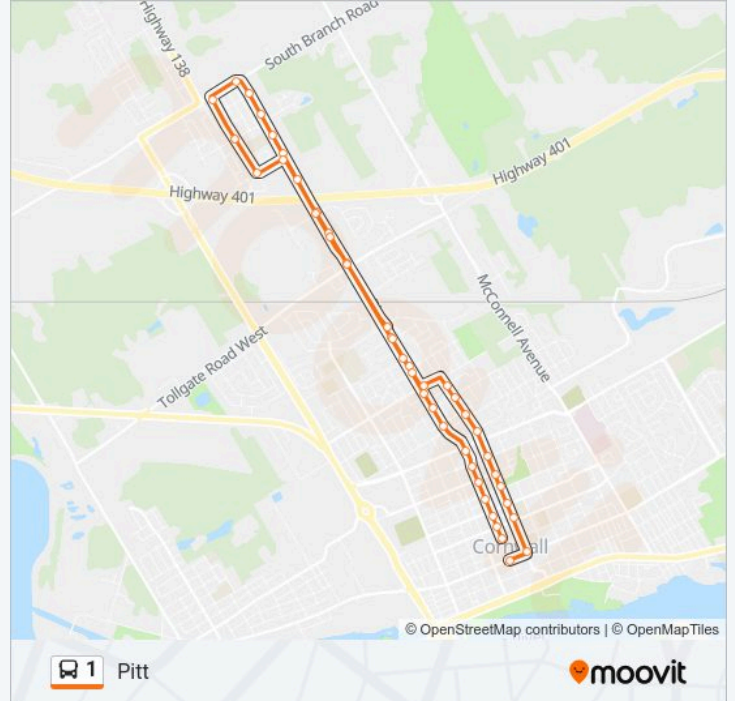 Highway 138
South Branch Road
Highway 401
Highway 401
McConnell Avenue
Tollgate Road West
Cornwall
© OpenStreetMap contributors | © OpenMapTiles
1 Pitt
moovit